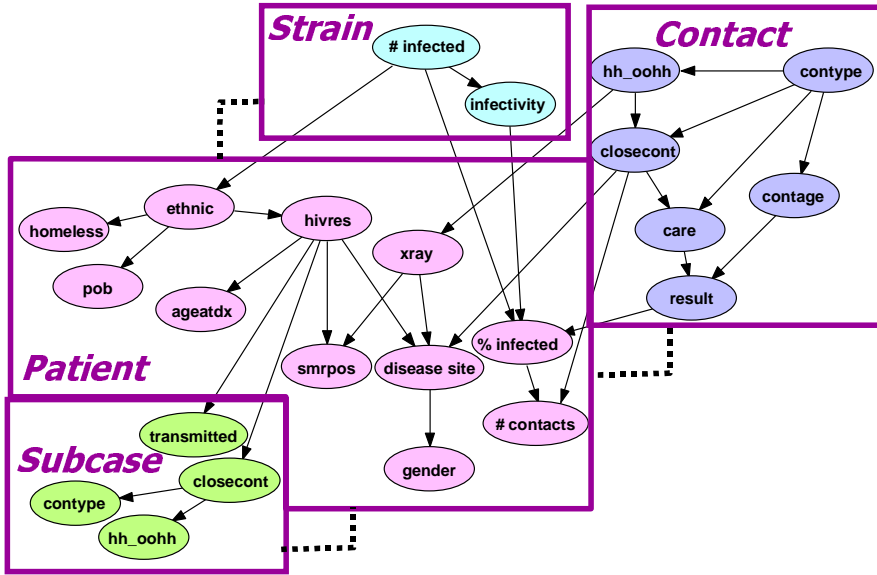 Strain
# infected
infectivity
Contact
hh_oohh
contype
closecont
contage
care
result
ethnic
homeless
hivres
pob
xray
ageatdx
% infected
smrpos
disease site
Patient
# contacts
gender
transmitted
Subcase
closecont
contype
hh_oohh